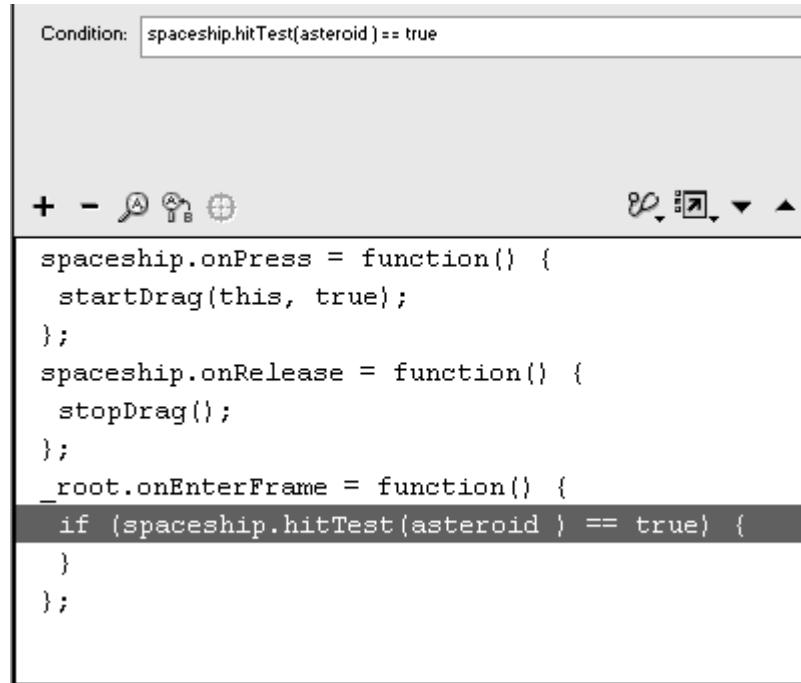 Condition: spaceship.hitTest(asteroid ) == true
spaceship.onPress = function() {
startDrag(this, true);
};
spaceship.onRelease = function() {
stopDrag();
};
_root.onEnterFrame = function() {
if (spaceship.hitTest(asteroid ) == true) {
}
};